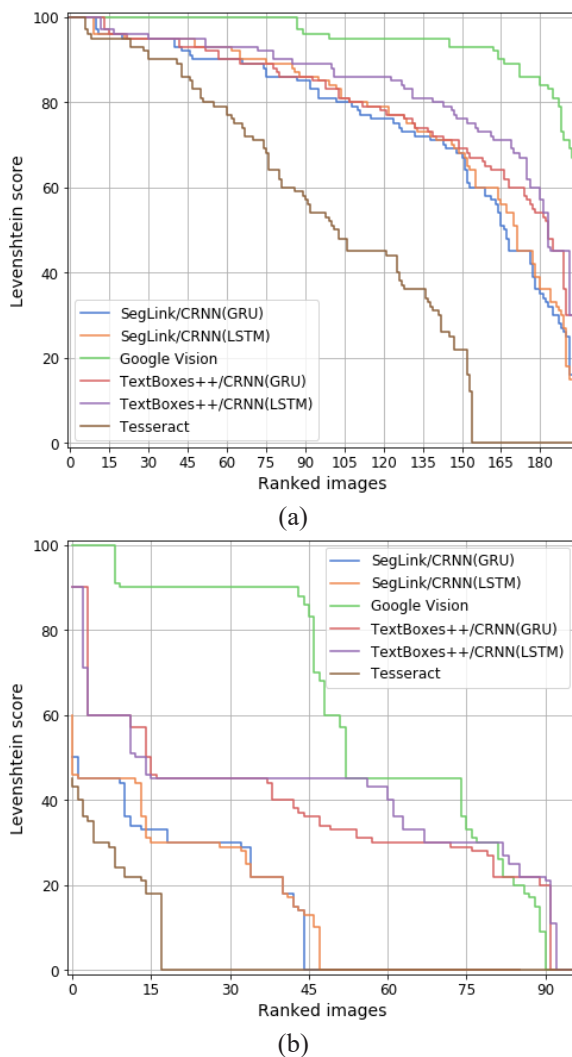 100
80
60
40
20
0
Levenshtein score
SegLink/CRNN(GRU)
SegLink/CRNN(LSTM)
Google Vision
TextBoxes++/CRNN(GRU)
TextBoxes++/CRNN(LSTM)
Tesseract
0 15 30 45 60 75 90 105 120 135 150 165 180
Ranked images
(a)
100
80
60
40
20
0
Levenshtein score
SegLink/CRNN(GRU)
SegLink/CRNN(LSTM)
Google Vision
TextBoxes++/CRNN(GRU)
TextBoxes++/CRNN(LSTM)
Tesseract
0 15 30 45 60 75 90
Ranked images
(b)